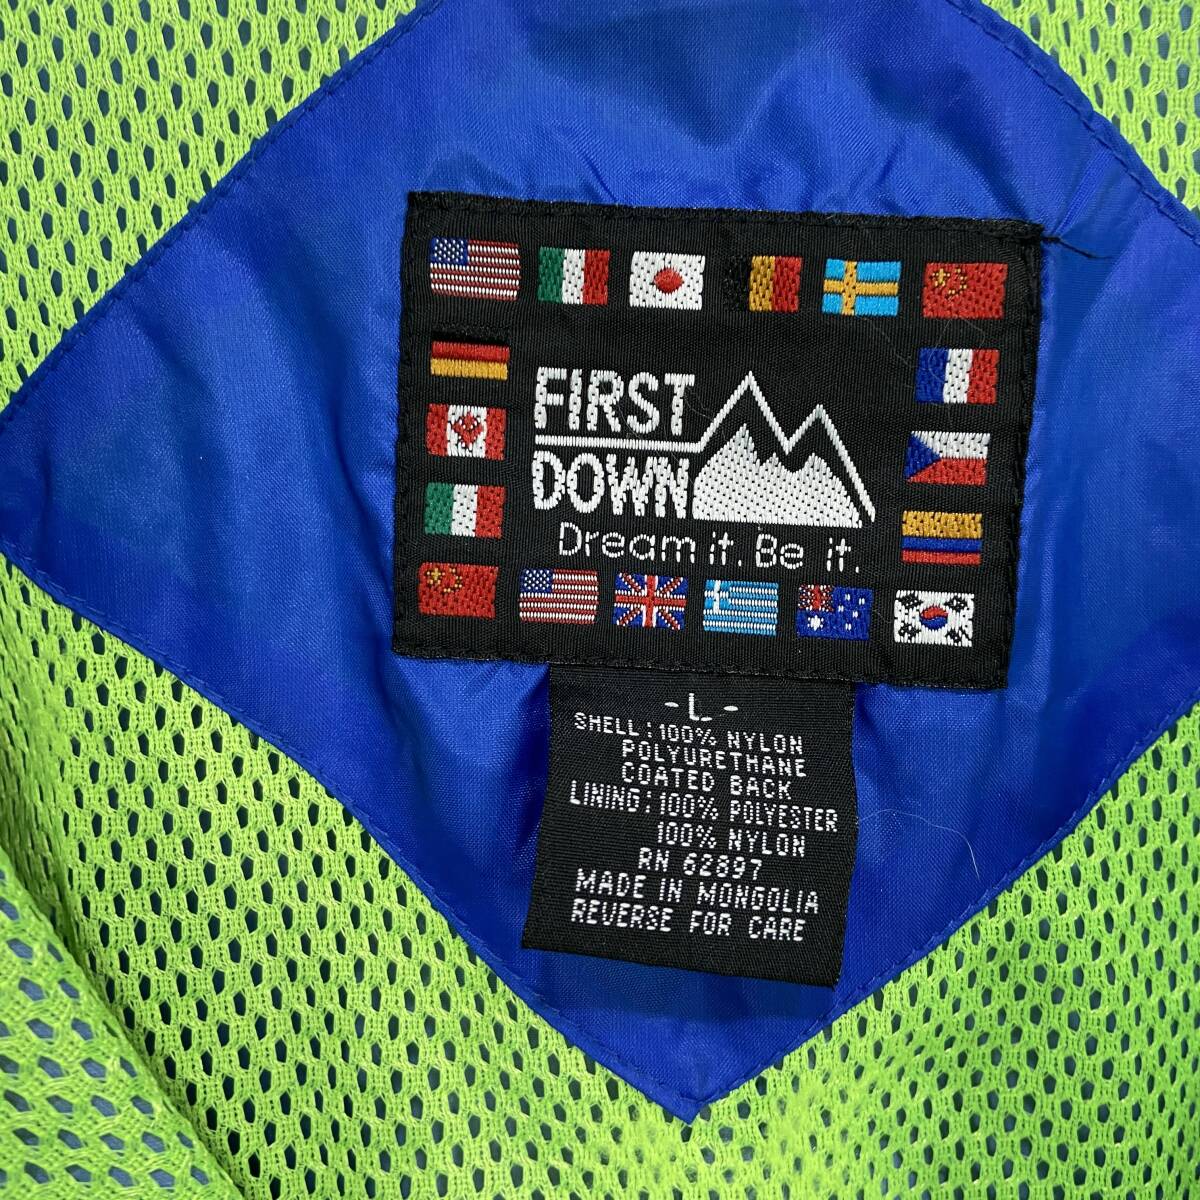 FIRST
DOWN
Dream it. Be it.
- L -
SHELL: 100% NYLON
POLYURETHANE
COATED BACK
LINING: 100% POLYESTER
100% NYLON
RN 62897
MADE IN MONGOLIA
REVERSE FOR CARE